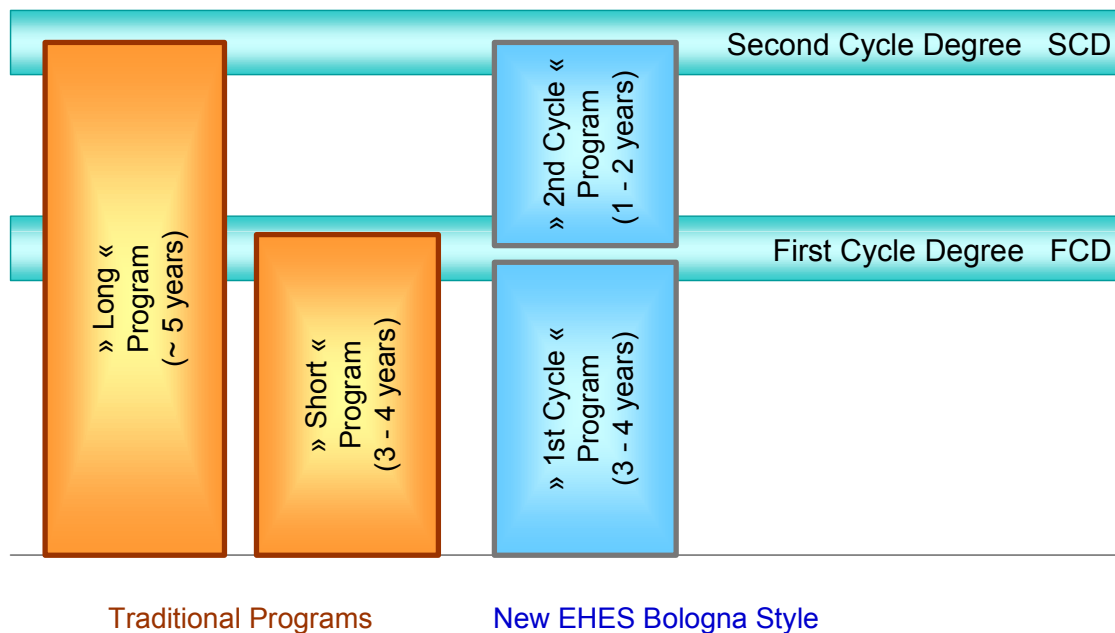 Second Cycle Degree SCD
» 2nd Cycle «
Program
(1 - 2 years)
First Cycle Degree FCD
» Long «
Program
(~ 5 years)
» Short «
Program
(3 - 4 years)
» 1st Cycle «
Program
(3 - 4 years)
Traditional Programs
New EHES Bologna Style